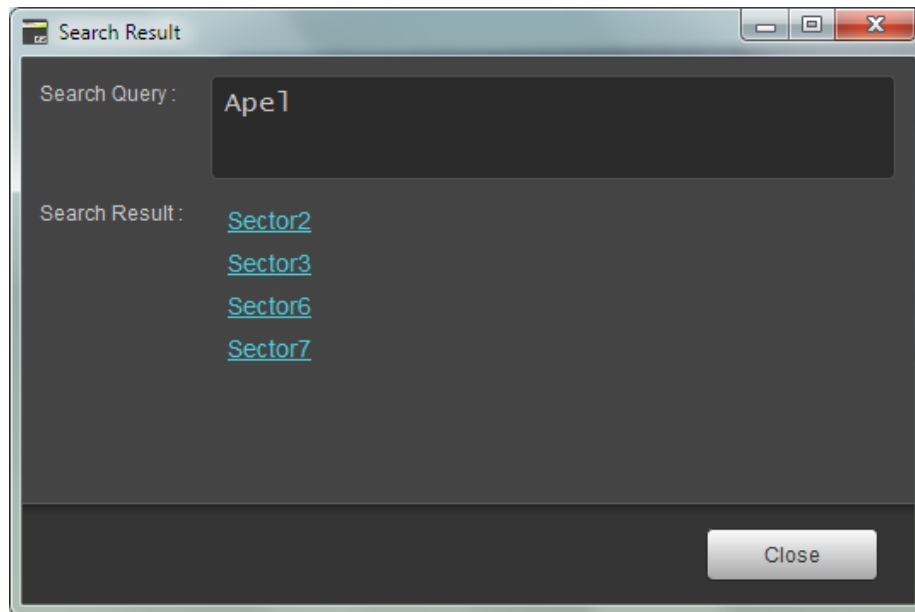 Search Result
Search Query :
Apel
Search Result :
Sector2
Sector3
Sector6
Sector7
Close